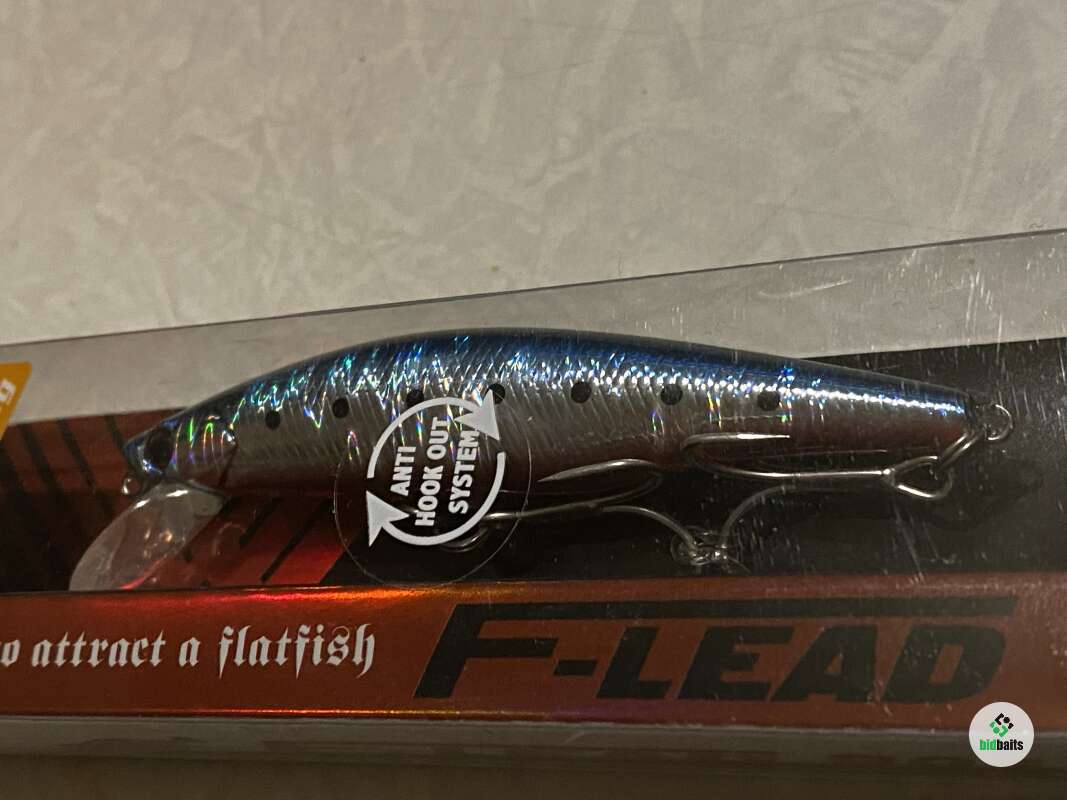 ANTI
HOOK OUT
SYSTEM
attract a flatfish
F-LEAD
bidbaits